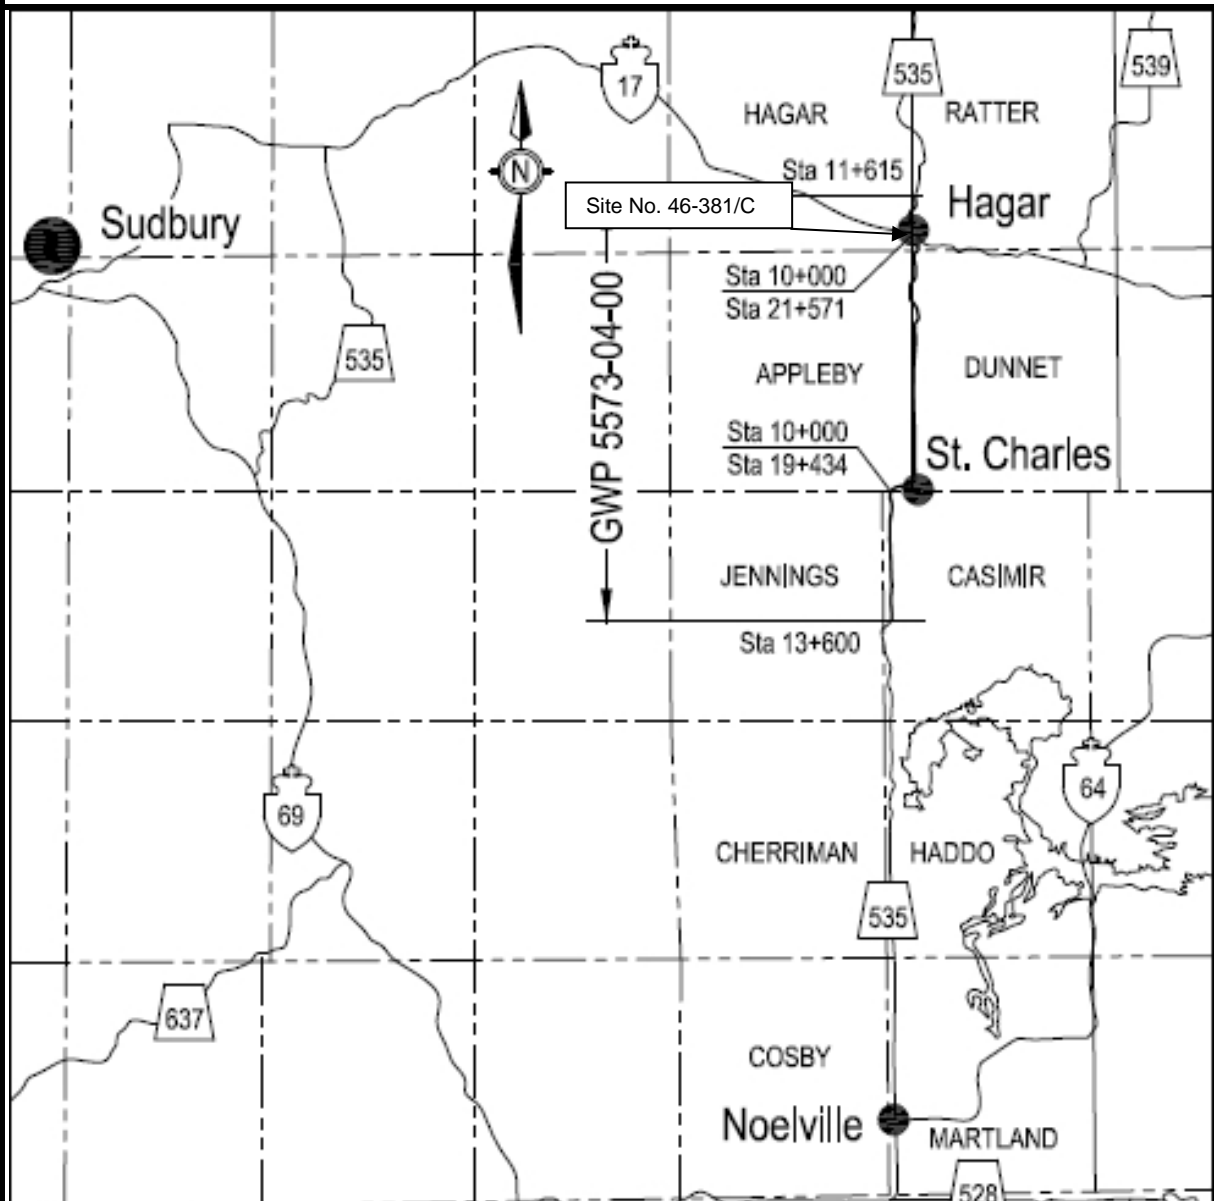 17
535
539
HAGAR
RATTER
Sta 11+615
N
Sudbury
Site No. 46-381/C
Hagar
Sta 10+000
Sta 21+571
GWP 5573-04-00
535
APPLEBY
DUNNET
Sta 10+000
Sta 19+434
St. Charles
JENNINGS
CASIMIR
Sta 13+600
69
64
CHERRIMAN
HADDO
535
637
COSBY
Noelville
MARTLAND
528